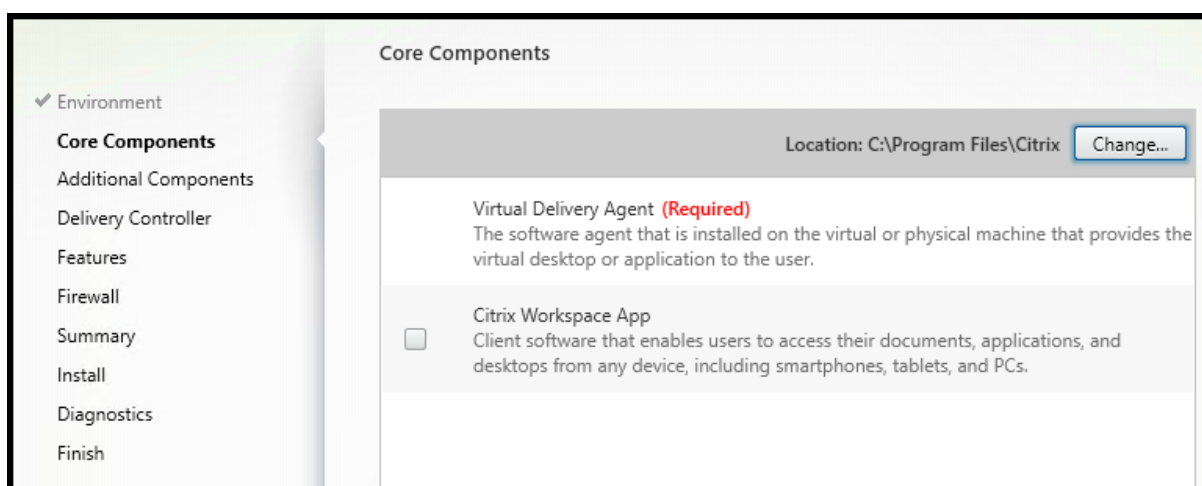 Core Components
Environment
Core Components
Additional Components
Delivery Controller
Features
Firewall
Summary
Install
Diagnostics
Finish
Location: C:\Program Files\Citrix
Change...
Virtual Delivery Agent (Required)
The software agent that is installed on the virtual or physical machine that provides the
virtual desktop or application to the user.
Citrix Workspace App
Client software that enables users to access their documents, applications, and
desktops from any device, including smartphones, tablets, and PCs.